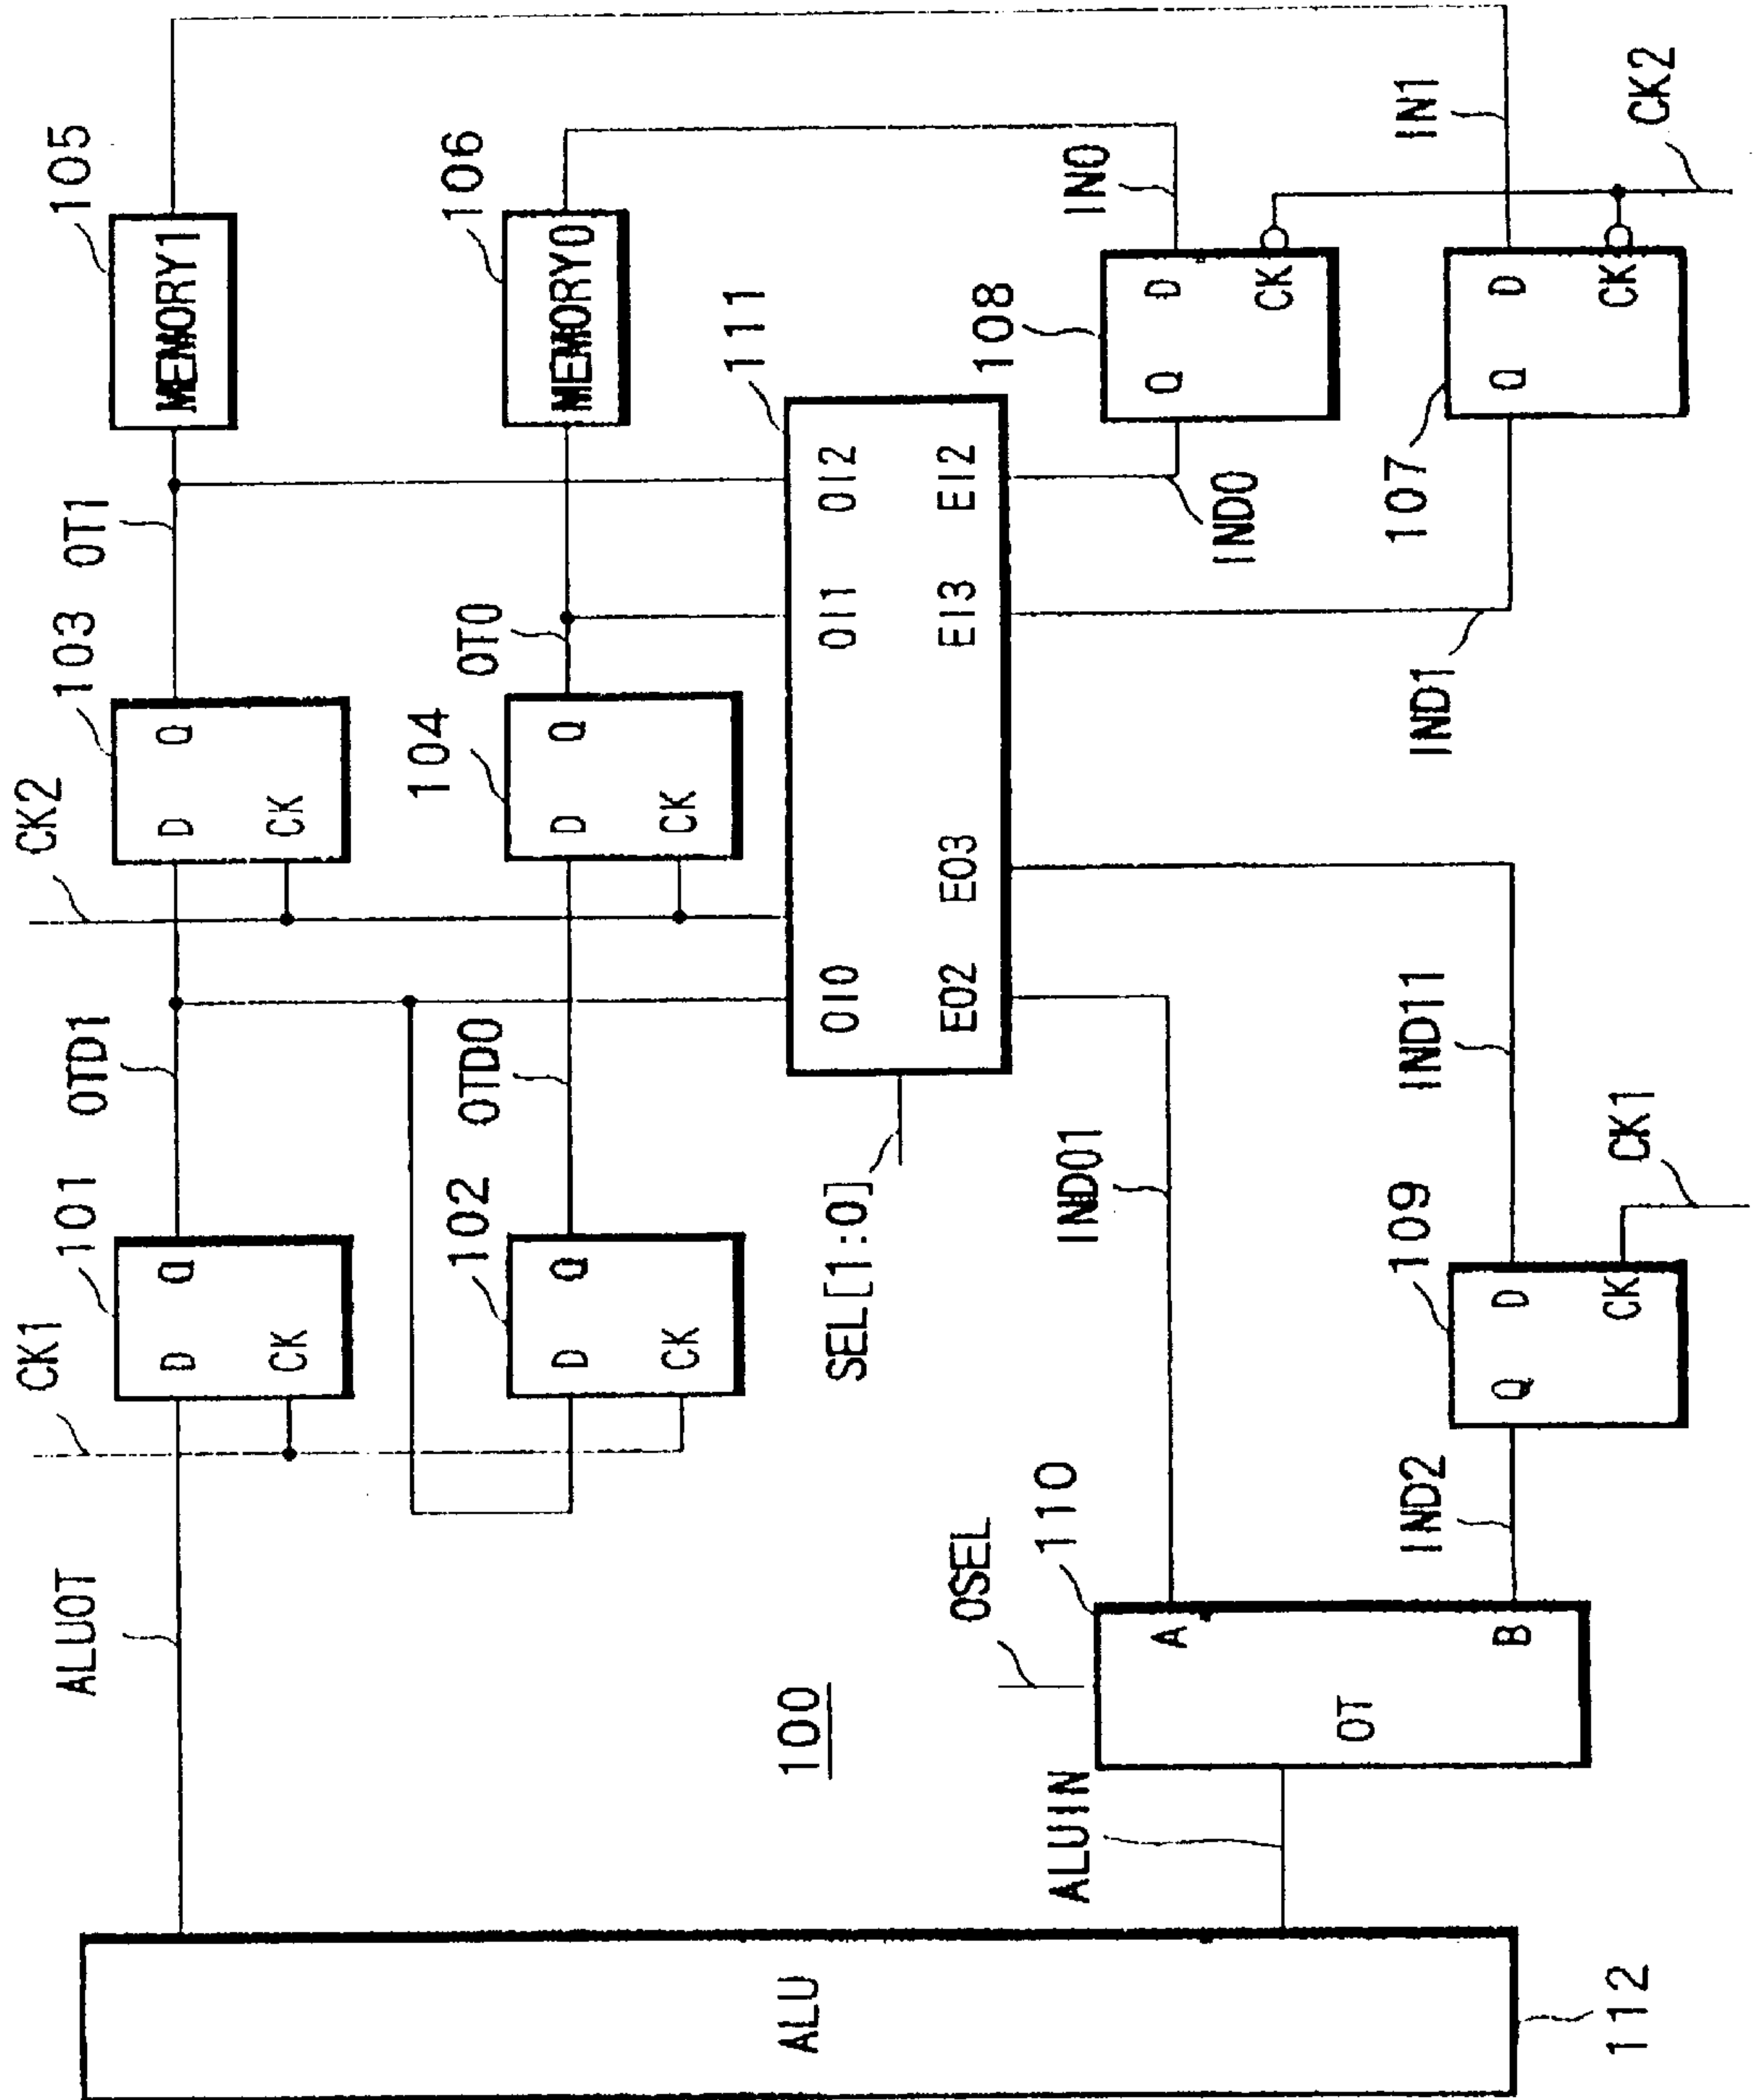 CK1
CK2
ALUOT
101
OTD1
103
OT1
105
D Q
CK
D Q
CK
MEMORY1
102
OTD0
104
OT0
106
D Q
CK
D Q
CK
MEMORY0
111
OI0 OI1 OI2
EO2 EO3 EI3 EI2
SEL[1:0]
ALU
100
OSEL
110
IND01
108
IN0
ALUIN
A
OT
B
Q D
CK
IND0
IND2
109
IND11
IND1
107
IN1
Q D
CK
Q D
CK
112
CK1
CK2